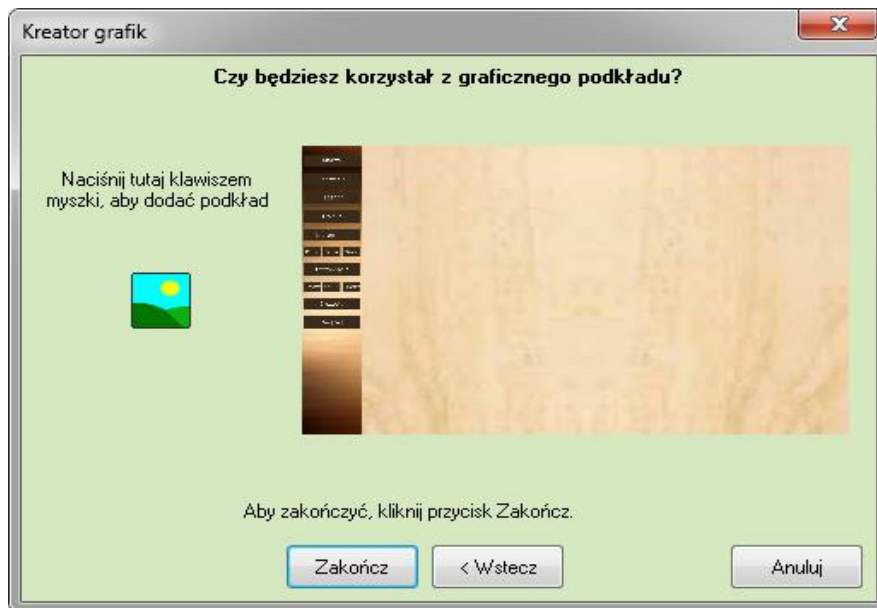 Kreator grafik
Czy będziesz korzystał z graficznego podkładu?
Naciśnij tutaj klawiszem
myszki, aby dodać podkład
Aby zakończyć, kliknij przycisk Zakończ.
Zakończ
< Wstecz
Anuluj